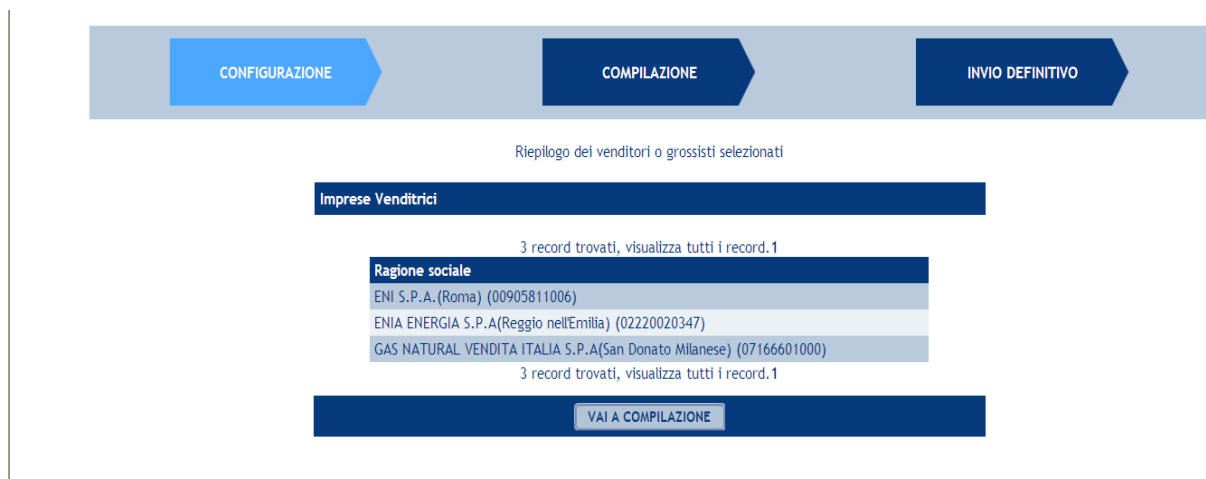 CONFIGURAZIONE
COMPILAZIONE
INVIO DEFINITIVO
Riepilogo dei venditori o grossisti selezionati
Imprese Venditrici
3 record trovati, visualizza tutti i record.1
Ragione sociale
ENI S.P.A.(Roma) (00905811006)
ENIA ENERGIA S.P.A(Reggio nell'Emilia) (02220020347)
GAS NATURAL VENDITA ITALIA S.P.A(San Donato Milanese) (07166601000)
3 record trovati, visualizza tutti i record.1
VAI A COMPILAZIONE